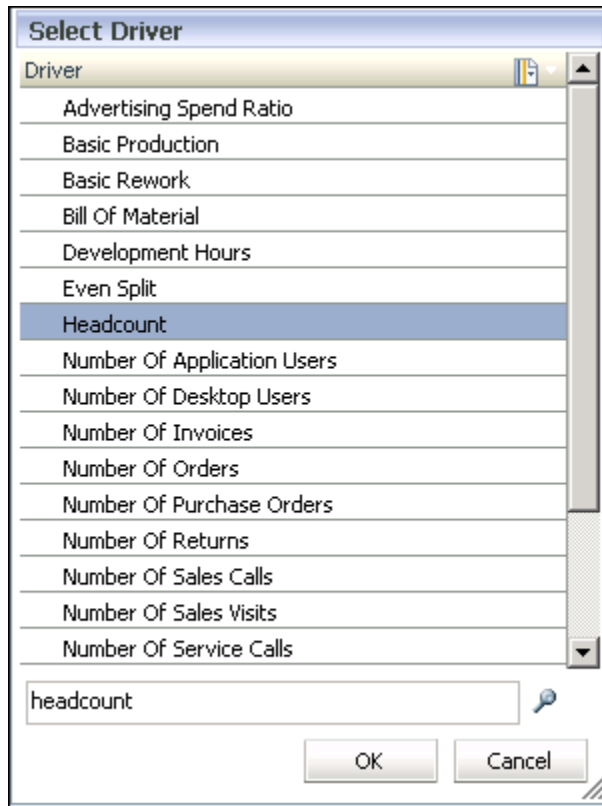 Select Driver
Driver
Advertising Spend Ratio
Basic Production
Basic Rework
Bill Of Material
Development Hours
Even Split
Headcount
Number Of Application Users
Number Of Desktop Users
Number Of Invoices
Number Of Orders
Number Of Purchase Orders
Number Of Returns
Number Of Sales Calls
Number Of Sales Visits
Number Of Service Calls
headcount
OK Cancel